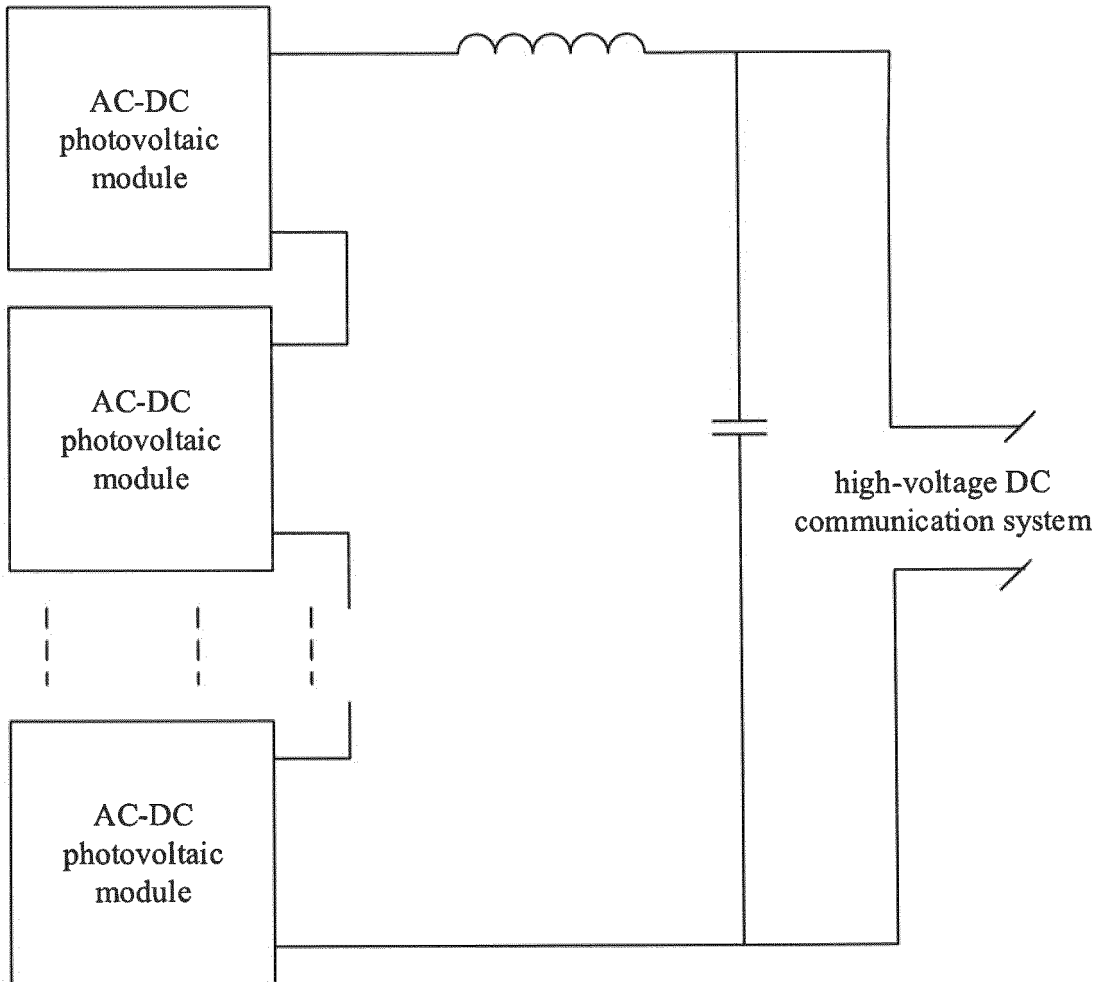 AC-DC
photovoltaic
module
AC-DC
photovoltaic
module
high-voltage DC
communication system
AC-DC
photovoltaic
module